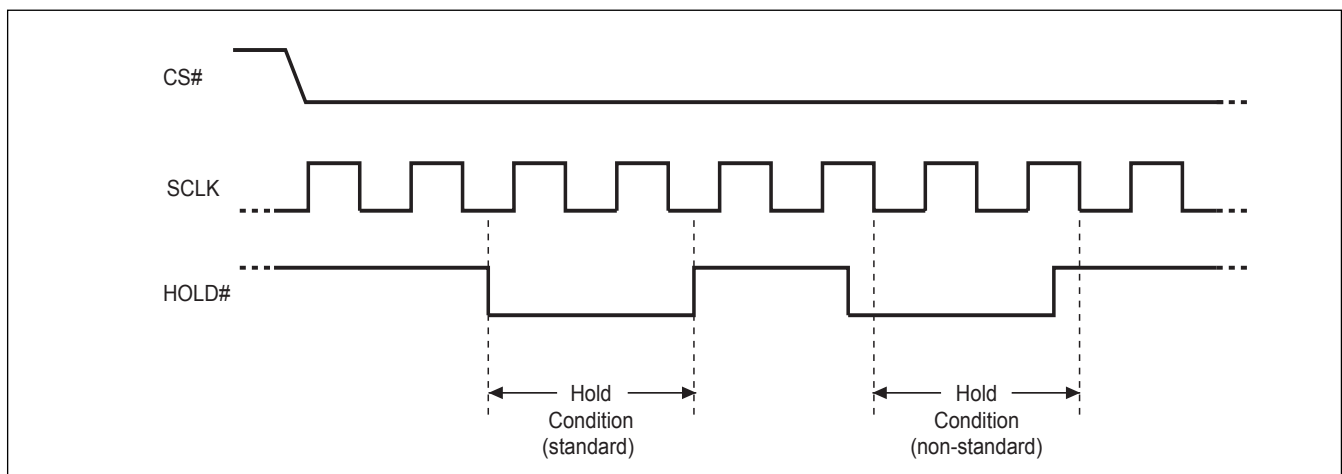 CS#
SCLK
HOLD#
Hold
Condition
(standard)
Hold
Condition
(non-standard)